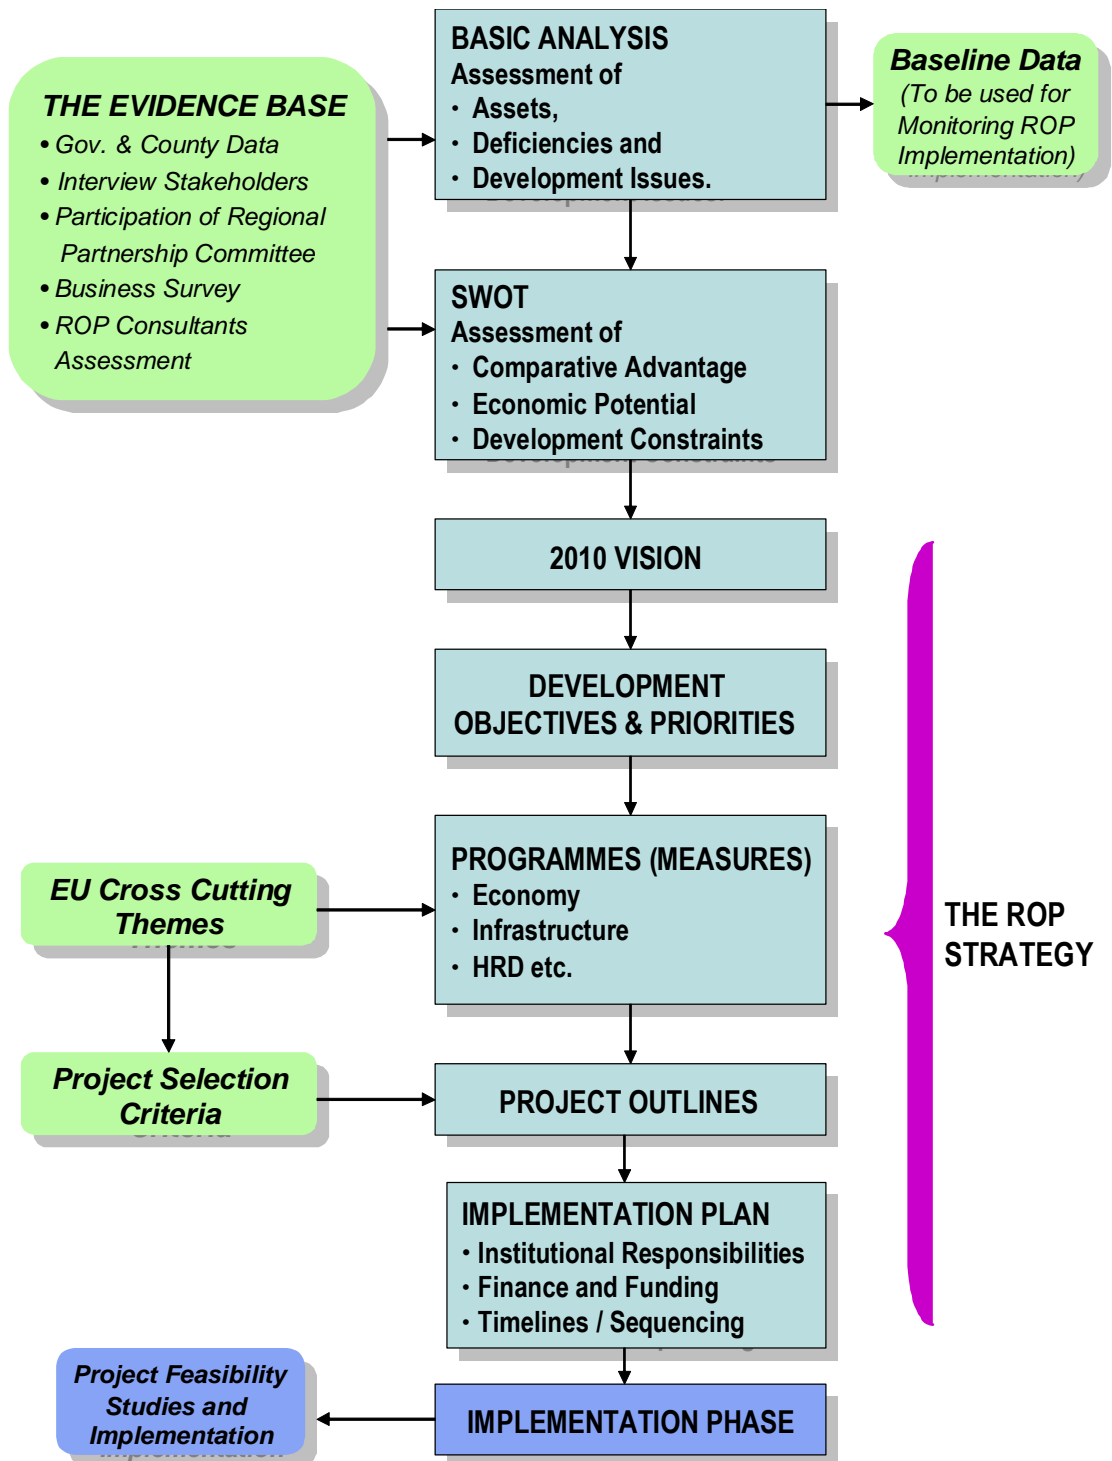 BASIC ANALYSIS
Assessment of
· Assets,
· Deficiencies and
· Development Issues.
Baseline Data
(To be used for
Monitoring ROP
Implementation)
THE EVIDENCE BASE
• Gov. & County Data
• Interview Stakeholders
• Participation of Regional
Partnership Committee
• Business Survey
• ROP Consultants
Assessment
SWOT
Assessment of
· Comparative Advantage
· Economic Potential
· Development Constraints
2010 VISION
DEVELOPMENT
OBJECTIVES & PRIORITIES
PROGRAMMES (MEASURES)
· Economy
· Infrastructure
· HRD etc.
EU Cross Cutting
Themes
THE ROP
STRATEGY
Project Selection
Criteria
PROJECT OUTLINES
IMPLEMENTATION PLAN
· Institutional Responsibilities
· Finance and Funding
· Timelines / Sequencing
Project Feasibility
Studies and
Implementation
IMPLEMENTATION PHASE